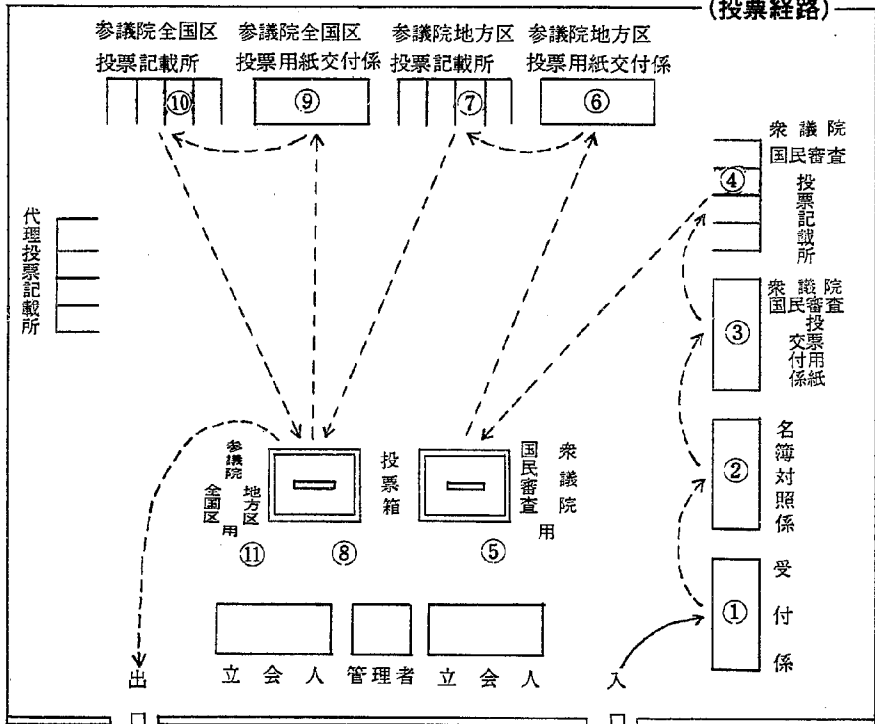 (投票経路)
参議院全国区
投票記載所
参議院全国区
投票用紙交付係
参議院地方区
投票記載所
参議院地方区
投票用紙交付係
⑩
⑨
⑦
⑥
衆議院
国民審査
投票記載所
④
代理投票記載所
衆議院
国民審査
投票用紙
交付係
③
名簿対照係
②
衆議院
国民審査
用
投票箱
参議院
地方区
全国区
用
⑪
⑧
⑤
受付係
①
立会人
管理者
立会人
出
入